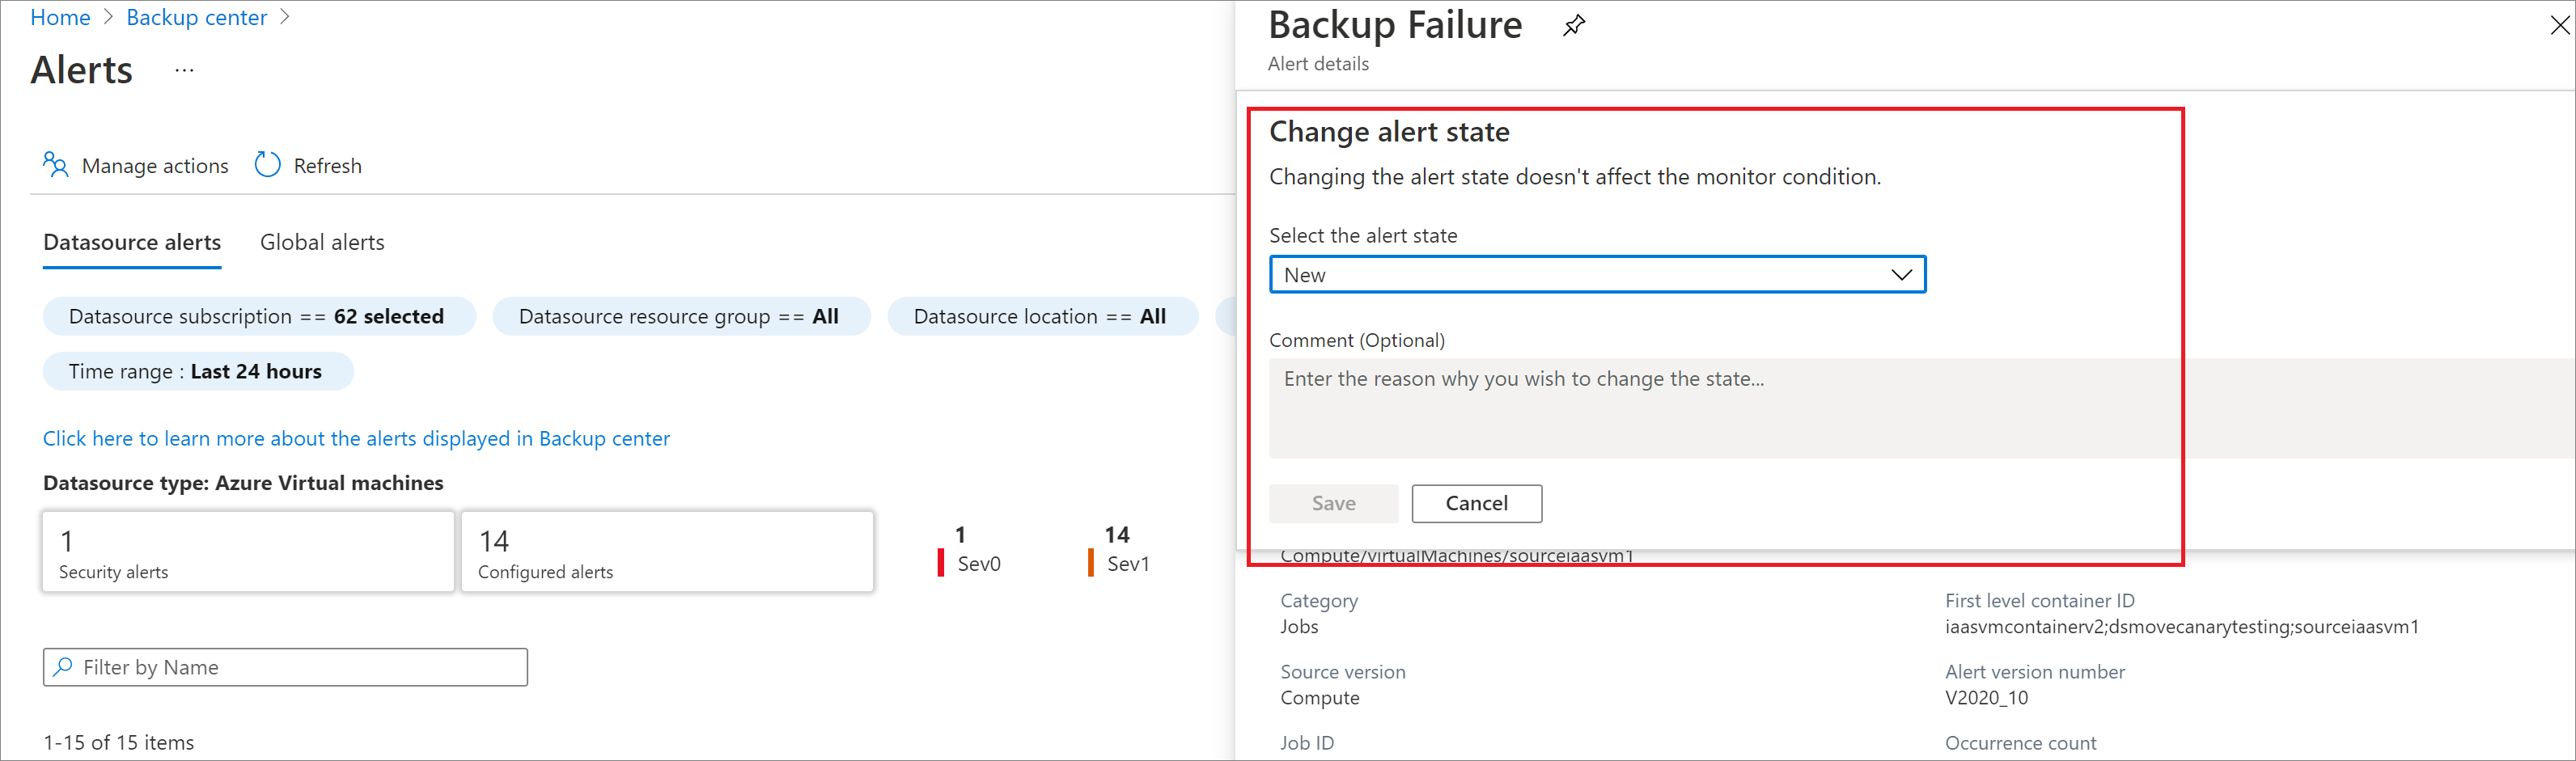 Home > Backup center >
Alerts ...
Manage actions Refresh
Datasource alerts Global alerts
Datasource subscription == 62 selected Datasource resource group == All Datasource location == All
Time range : Last 24 hours
Click here to learn more about the alerts displayed in Backup center
Datasource type: Azure Virtual machines
1
Security alerts
14
Configured alerts
1
Sev0
14
Sev1
Filter by Name
1-15 of 15 items
Backup Failure
Alert details
Change alert state
Changing the alert state doesn't affect the monitor condition.
Select the alert state
New
Comment (Optional)
Enter the reason why you wish to change the state...
Save Cancel
Compute/virtualMachines/sourceiaasvm1
Category
Jobs
First level container ID
iaasvmcontainerv2;dsmovecanarytesting;sourceiaasvm1
Source version
Compute
Alert version number
V2020_10
Job ID
Occurrence count